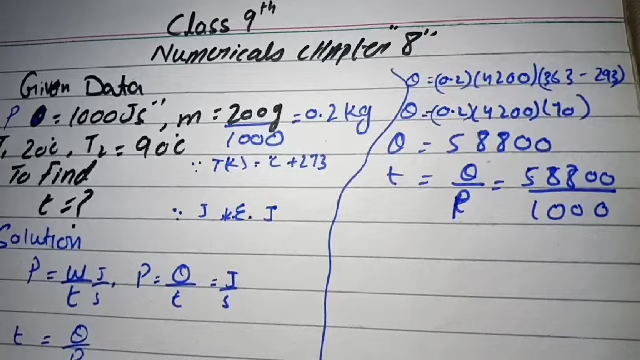 Class 9th
Numericals chapter "8"
Given Data
P = 1000Js⁻¹, m = 200g/1000 = 0.2 kg
T₁ 20°c, T₂ = 90°c
To find ∵ T(K) = c + 273
t = ?
∵ J K.E. J
Solution
P = W/t J/s, P = Q/t = J/s
t = Q/P
Q = (0.2)(4200)(363 - 293)
Q = (0.2)(4200)(70)
Q = 58800
t = Q/P = 58800/1000